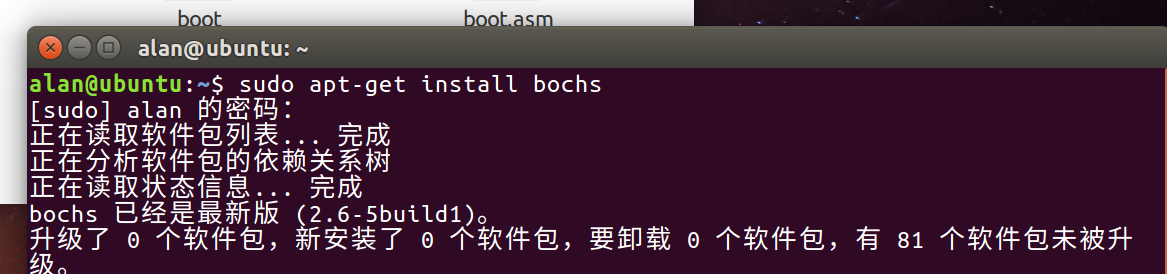 boot boot.asm
alan@ubuntu: ~
alan@ubuntu:~$ sudo apt-get install bochs
[sudo] alan 的密码：
正在读取软件包列表... 完成
正在分析软件包的依赖关系树
正在读取状态信息... 完成
bochs 已经是最新版 (2.6-5build1)。
升级了 0 个软件包，新安装了 0 个软件包，要卸载 0 个软件包，有 81 个软件包未被升
级。